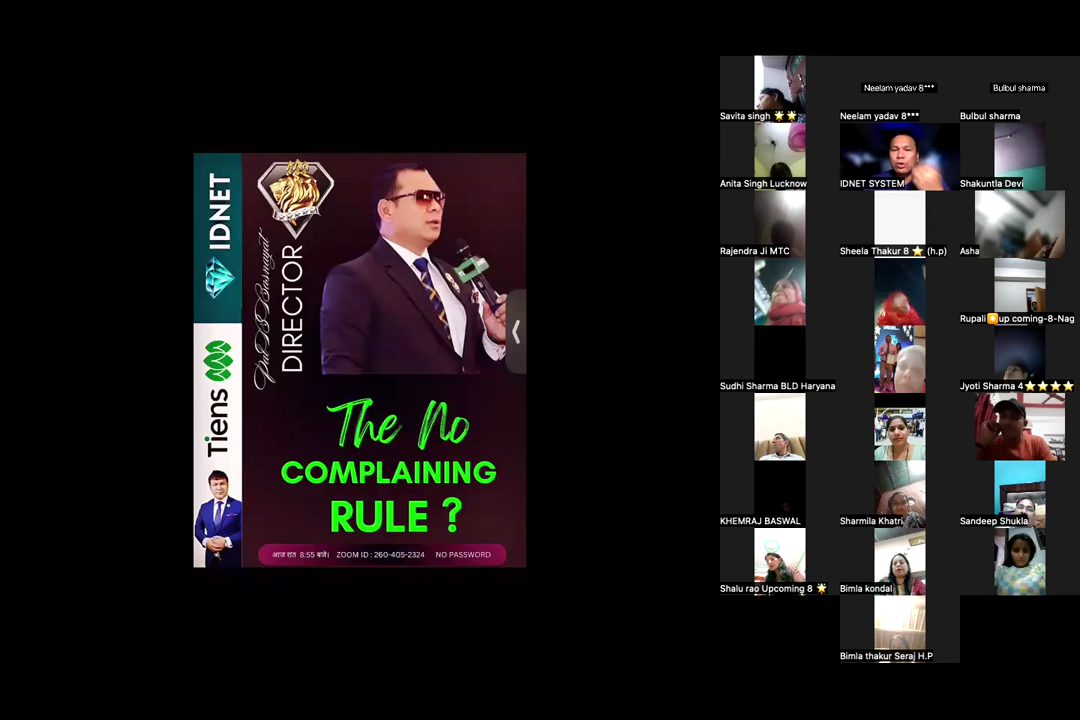 IDNET
Tiens
Pal B Basnayat
DIRECTOR
The No
COMPLAINING
RULE ?
आज रात 8:55 बजे। ZOOM ID : 260-405-2324 NO PASSWORD
Neelam yadav 8***
Bulbul sharma
Savita singh 🌟🌟
Neelam yadav 8***
Bulbul sharma
Anita Singh Lucknow
IDNET SYSTEM
Shakuntla Devi
Rajendra Ji MTC
Sheela Thakur 8 ⭐ (h.p)
Asha
Rupali up coming-8-Nag
Sudhi Sharma BLD Haryana
Jyoti Sharma 4⭐⭐⭐⭐
KHEMRAJ BASWAL
Sharmila Khatri
Sandeep Shukla
Shalu rao Upcoming 8 🌟
Bimla kondal
Bimla thakur Seraj H.P